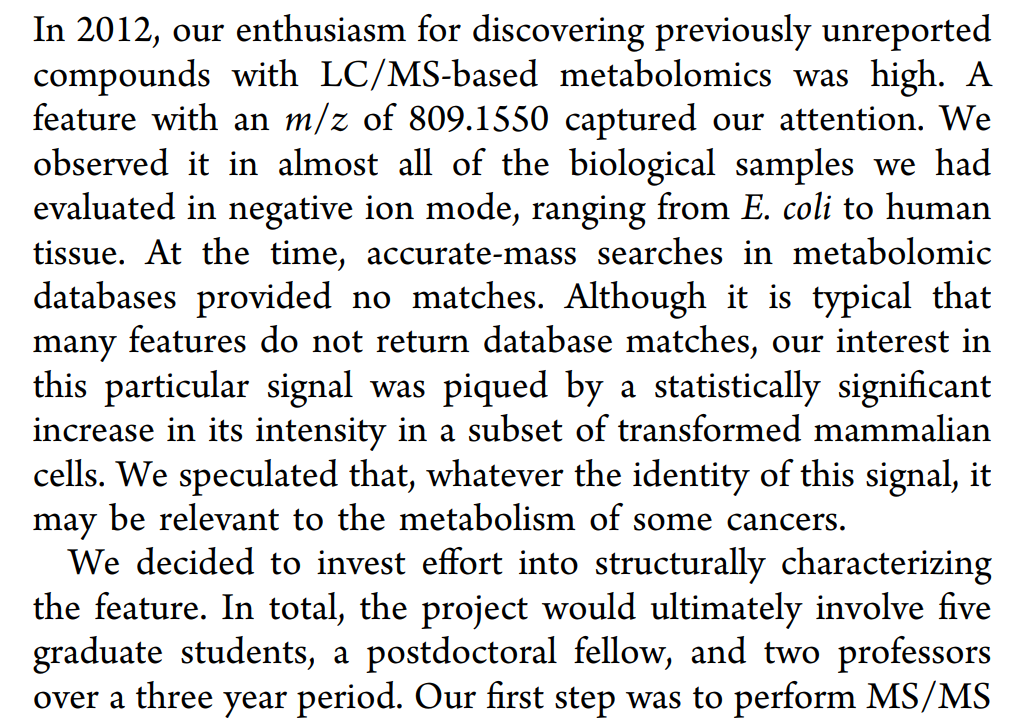 In 2012, our enthusiasm for discovering previously unreported
compounds with LC/MS-based metabolomics was high. A
feature with an m/z of 809.1550 captured our attention. We
observed it in almost all of the biological samples we had
evaluated in negative ion mode, ranging from E. coli to human
tissue. At the time, accurate-mass searches in metabolomic
databases provided no matches. Although it is typical that
many features do not return database matches, our interest in
this particular signal was piqued by a statistically significant
increase in its intensity in a subset of transformed mammalian
cells. We speculated that, whatever the identity of this signal, it
may be relevant to the metabolism of some cancers.
We decided to invest effort into structurally characterizing
the feature. In total, the project would ultimately involve five
graduate students, a postdoctoral fellow, and two professors
over a three year period. Our first step was to perform MS/MS